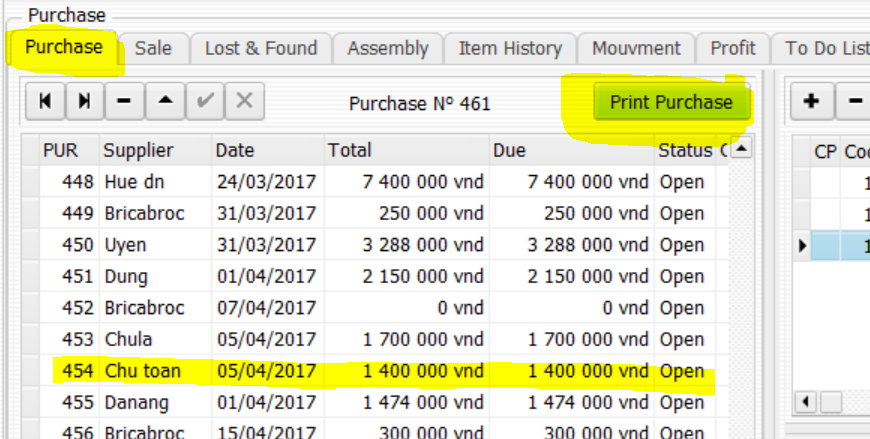 Purchase
Purchase Sale Lost & Found Assembly Item History Mouvment Profit To Do List
Purchase Nº 461 Print Purchase
PUR Supplier Date Total Due Status CP
448 Hue dn 24/03/2017 7 400 000 vnd 7 400 000 vnd Open
449 Bricabroc 31/03/2017 250 000 vnd 250 000 vnd Open
450 Uyen 31/03/2017 3 288 000 vnd 3 288 000 vnd Open
451 Dung 01/04/2017 2 150 000 vnd 2 150 000 vnd Open
452 Bricabroc 07/04/2017 0 vnd 0 vnd Open
453 Chula 05/04/2017 1 700 000 vnd 1 700 000 vnd Open
454 Chu toan 05/04/2017 1 400 000 vnd 1 400 000 vnd Open
455 Danang 01/04/2017 1 474 000 vnd 1 474 000 vnd Open
456 Bricabroc 15/04/2017 300 000 vnd 300 000 vnd Open